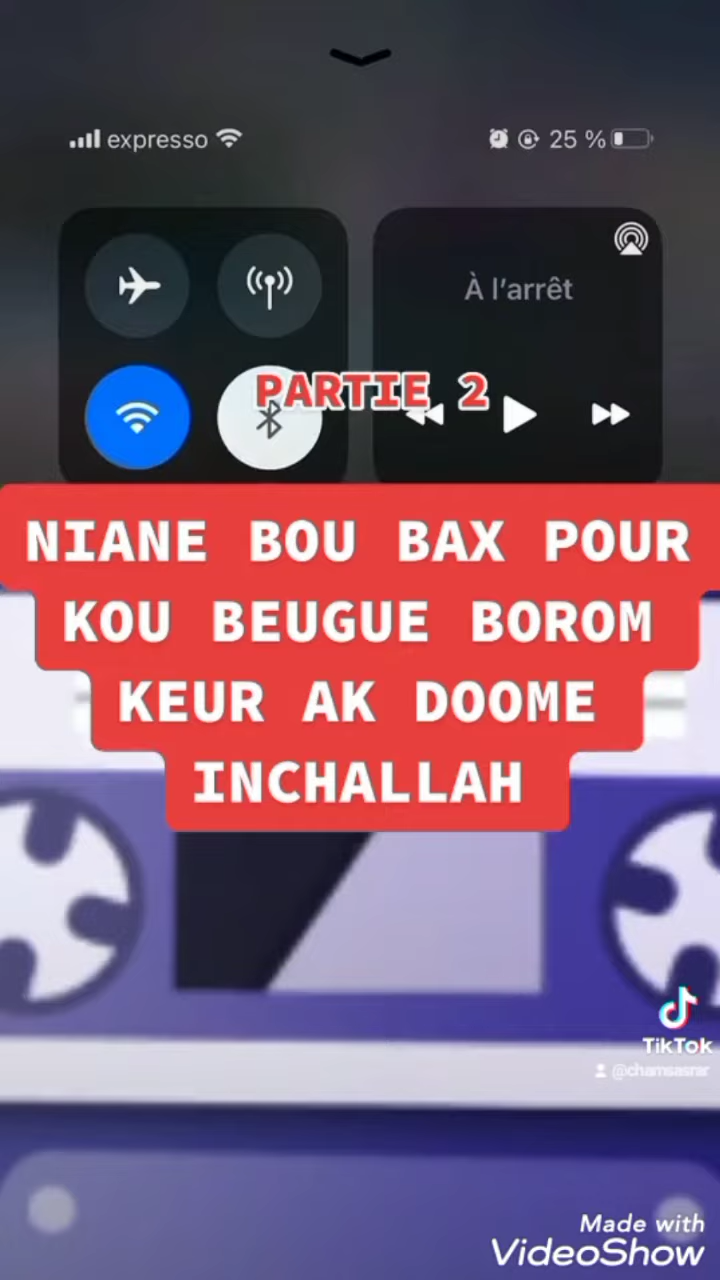 expresso
25 %
À l'arrêt
PARTIE 2
NIANE BOU BAX POUR
KOU BEUGUE BOROM
KEUR AK DOOME
INCHALLAH
TikTok
@chamsasrar
Made with
VideoShow